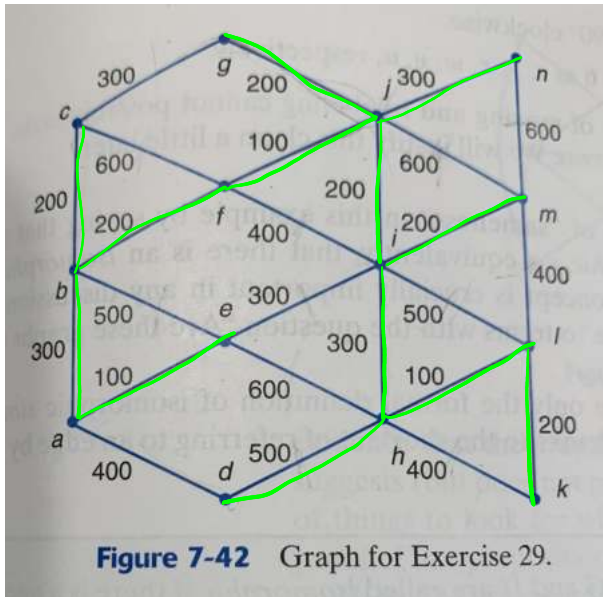 300 g 200 j 300 n
c 600 100 600 600
200 200 f 400 200 i 200 m
b 500 e 300 500 400
300 100 600 300 100 l
a 400 d 500 h 400 200 k
Figure 7-42 Graph for Exercise 29.